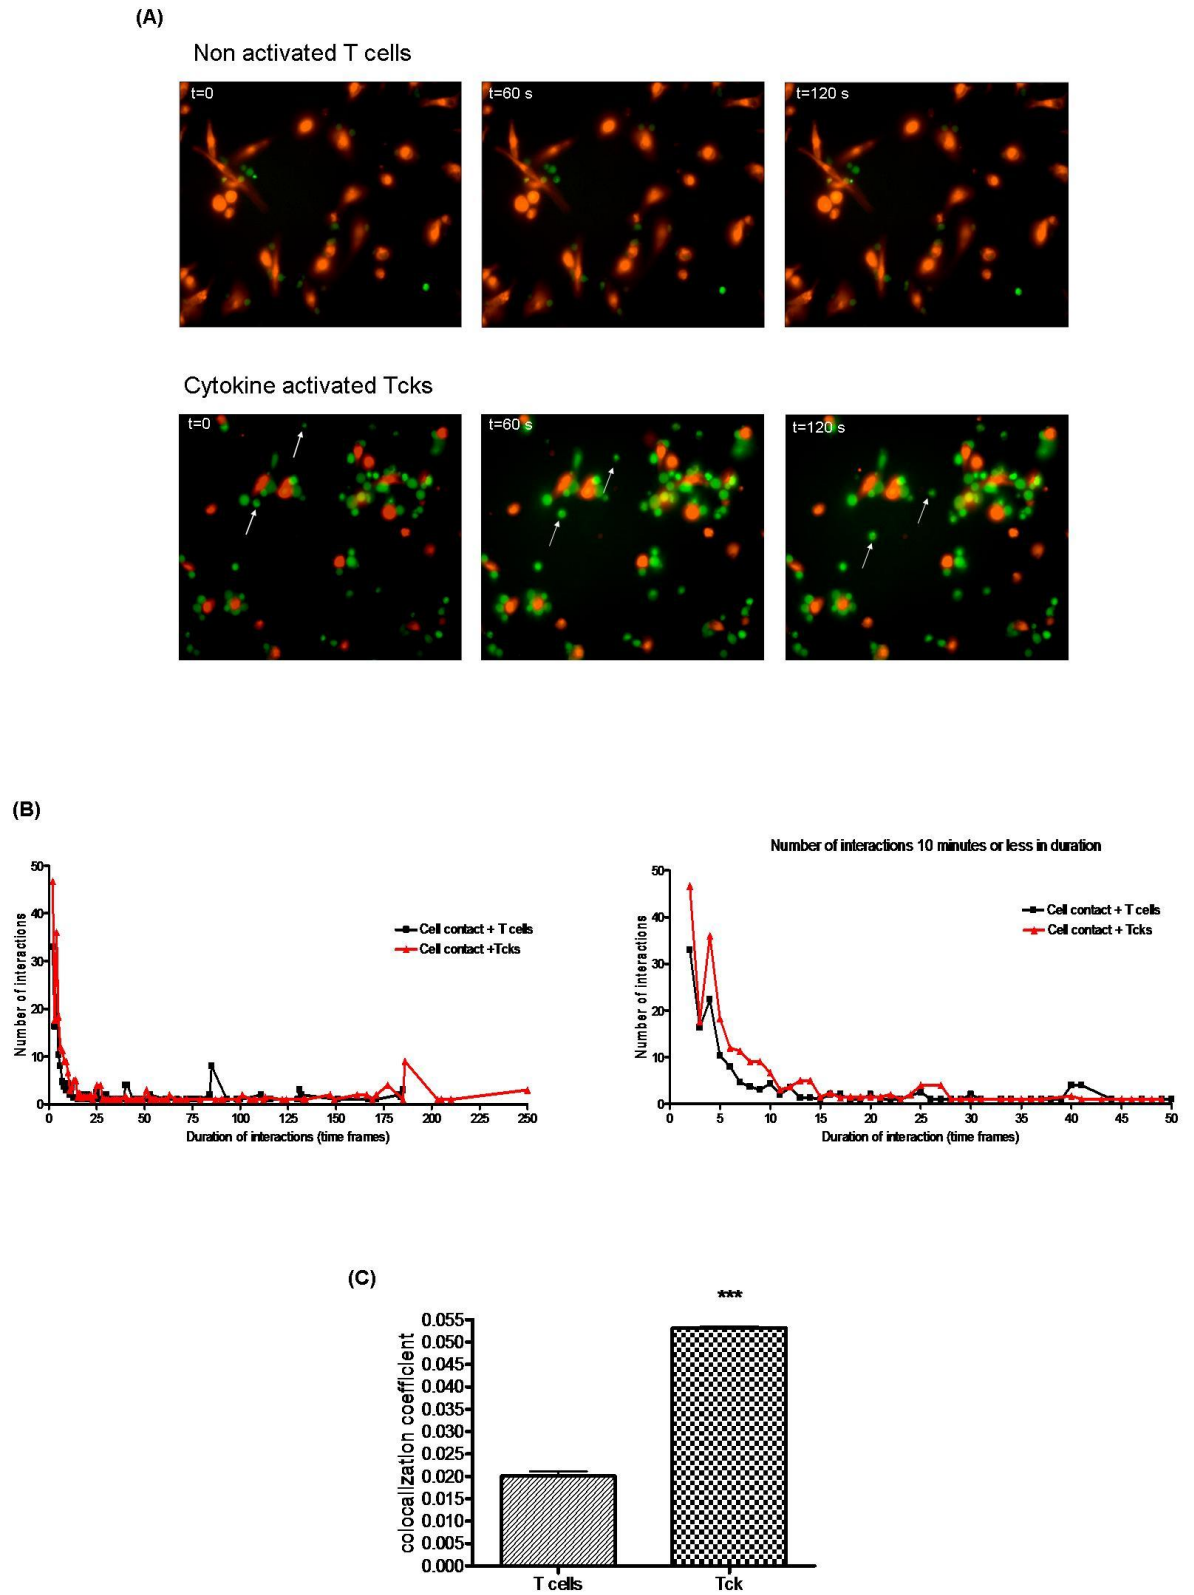 (A)
Non activated T cells
t=0
t=60 s
t=120 s
Cytokine activated Tcks
t=0
t=60 s
t=120 s
(B)
Number of interactions
50
40
30
20
10
0
0 25 50 75 100 125 150 175 200 225 250
Duration of interactions (time frames)
Cell contact + T cells
Cell contact +Tcks
Number of interactions 10 minutes or less in duration
Number of interactions
50
40
30
20
10
0
0 5 10 15 20 25 30 35 40 45 50
Duration of interaction (time frames)
Cell contact + T cells
Cell contact + Tcks
(C)
colocalization coefficient
0.055
0.050
0.045
0.040
0.035
0.030
0.025
0.020
0.015
0.010
0.005
0.000
***
T cells
Tck